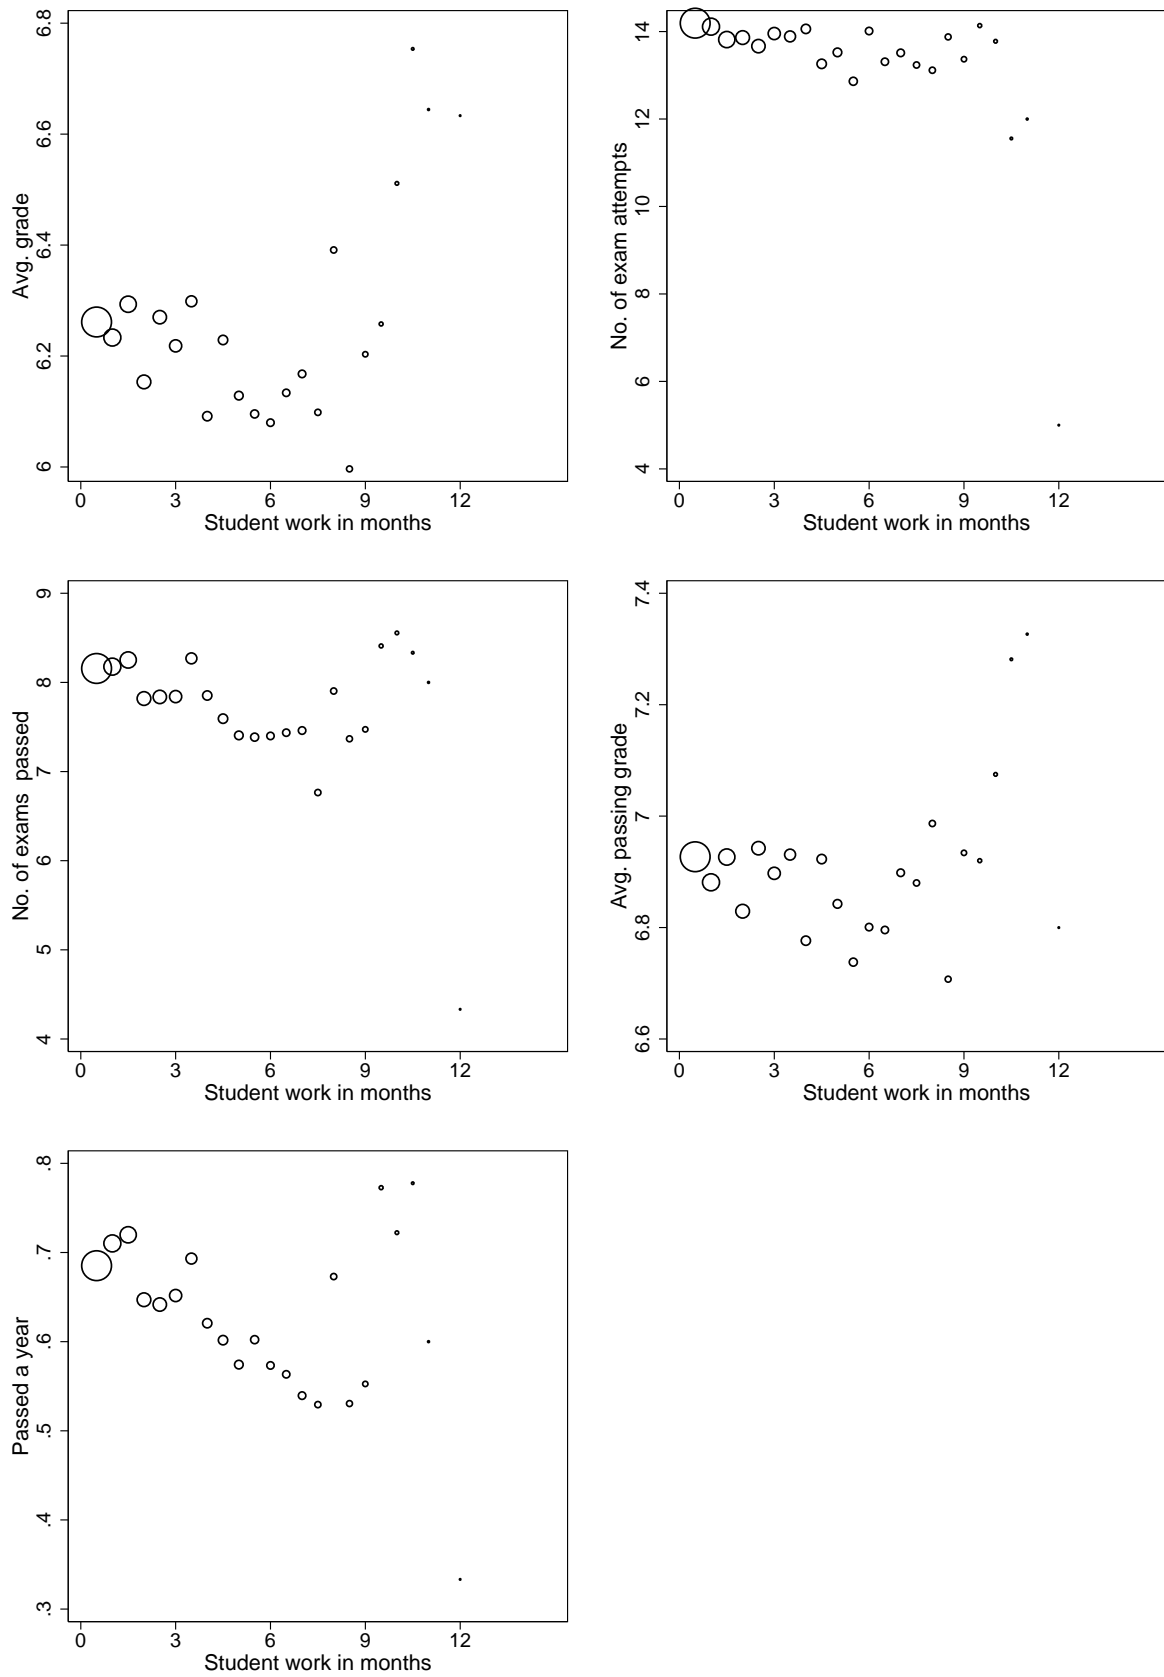 Avg. grade
6.8
6.6
6.4
6.2
6
0 3 6 9 12
Student work in months
No. of exam attempts
14
12
10
8
6
4
0 3 6 9 12
Student work in months
No. of exams passed
9
8
7
6
5
4
0 3 6 9 12
Student work in months
Avg. passing grade
7.4
7.2
7
6.8
6.6
0 3 6 9 12
Student work in months
Passed a year
.8
.7
.6
.5
.4
.3
0 3 6 9 12
Student work in months